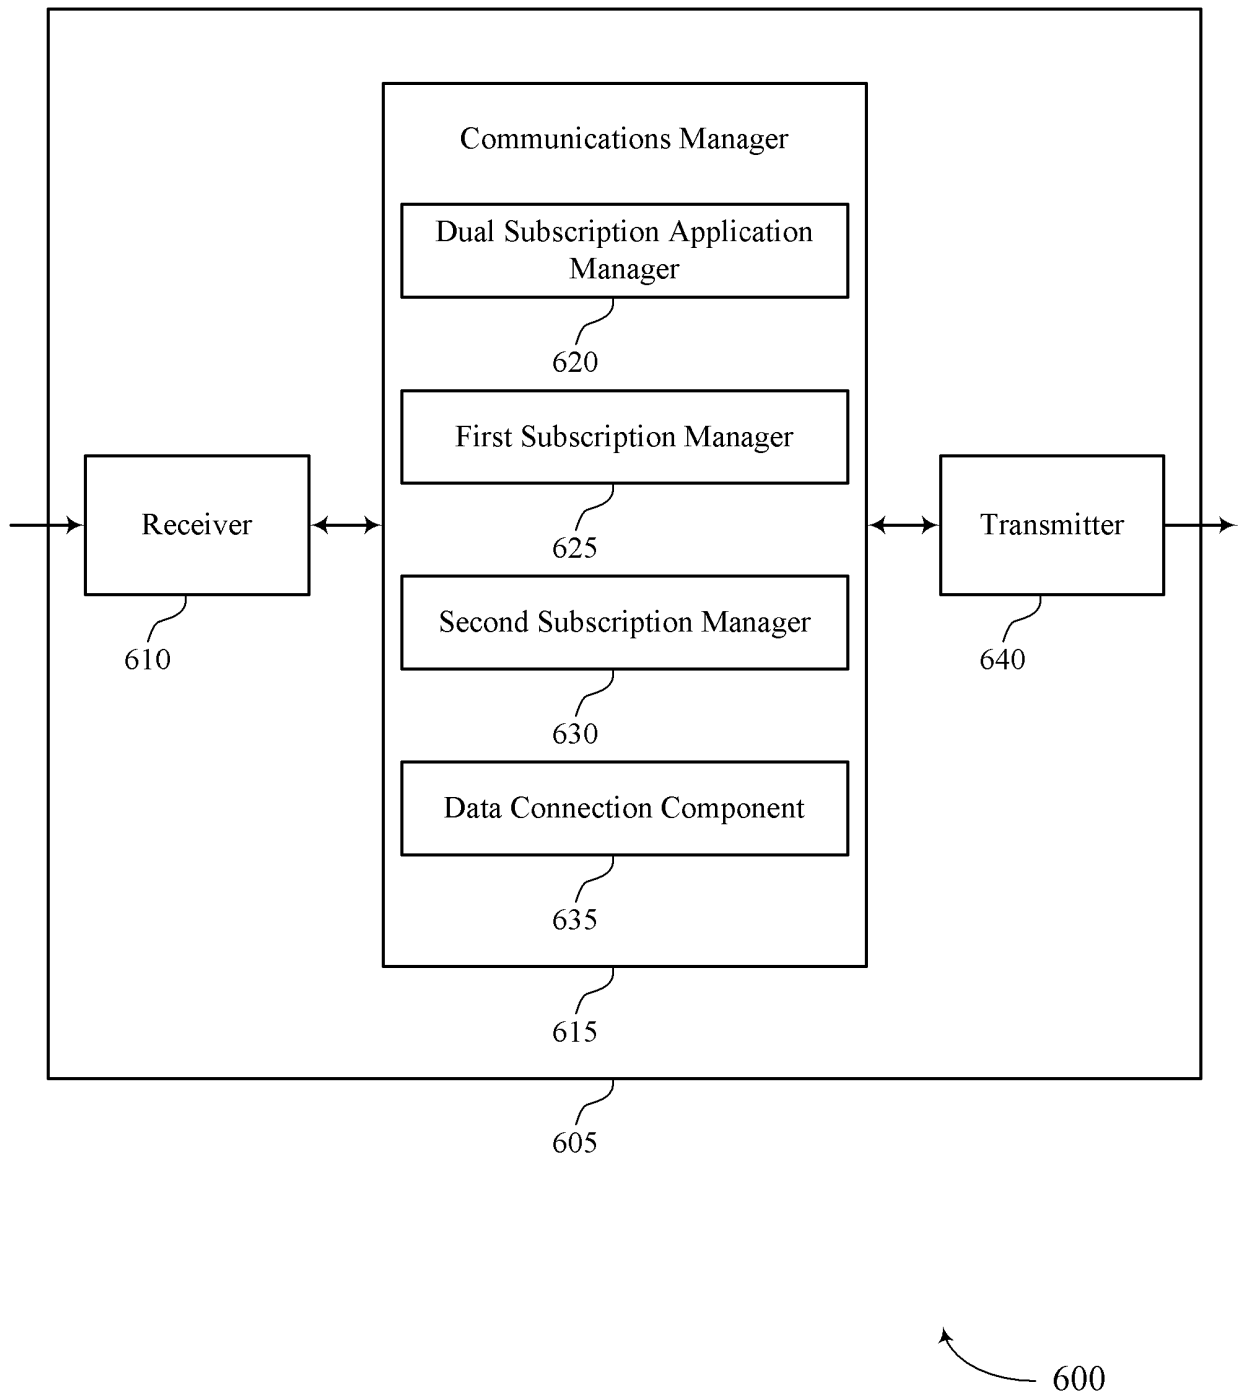 Communications Manager
Dual Subscription Application
Manager
620
First Subscription Manager
625
Receiver
610
Transmitter
640
Second Subscription Manager
630
Data Connection Component
635
615
605
600